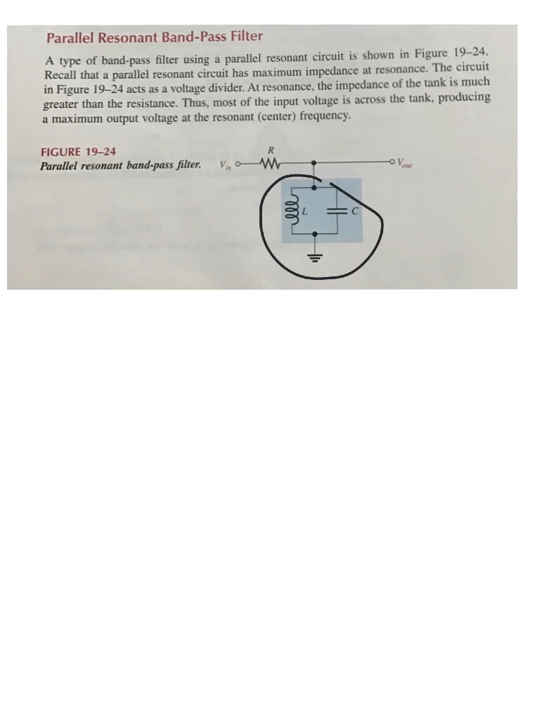 Parallel Resonant Band-Pass Filter
A type of band-pass filter using a parallel resonant circuit is shown in Figure 19–24.
Recall that a parallel resonant circuit has maximum impedance at resonance. The circuit
in Figure 19–24 acts as a voltage divider. At resonance, the impedance of the tank is much
greater than the resistance. Thus, most of the input voltage is across the tank, producing
a maximum output voltage at the resonant (center) frequency.
FIGURE 19–24
Parallel resonant band-pass filter.
R
Vin
Vout
L
C